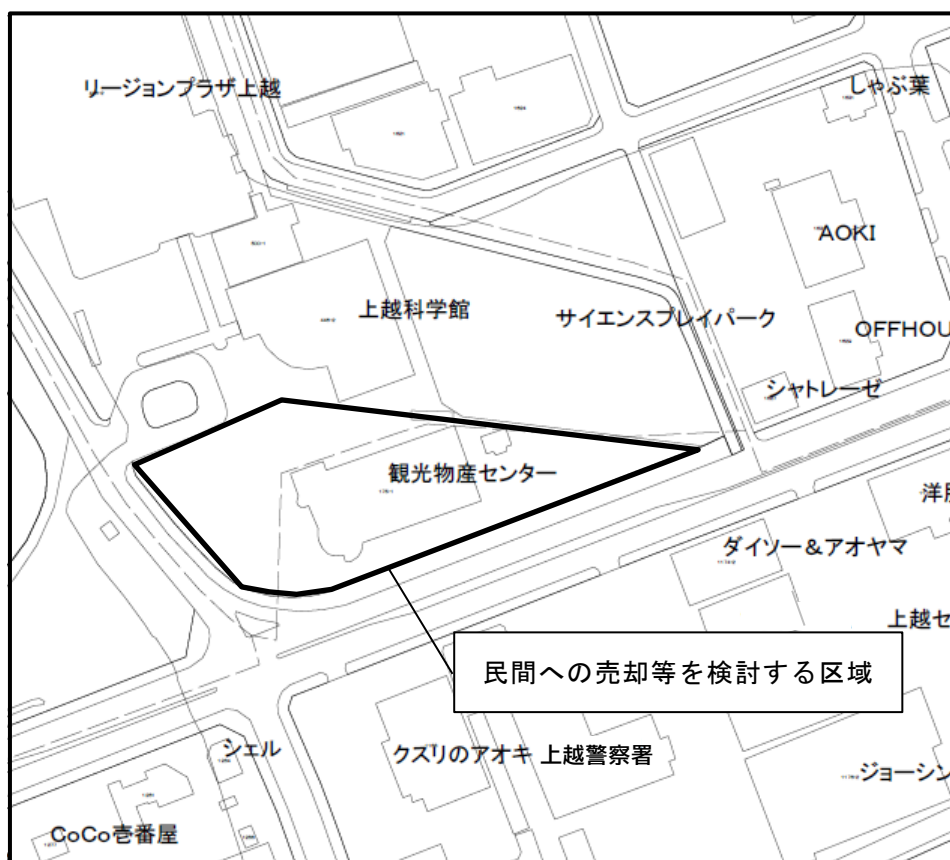 リージョンプラザ上越
しゃぶ葉
AOKI
上越科学館
サイエンスプレイパーク
OFFHOU
シャトレーゼ
観光物産センター
洋服
ダイソー&アオヤマ
上越セ
民間への売却等を検討する区域
シェル
クスリのアオキ
上越警察署
ジョーシン
CoCo壱番屋